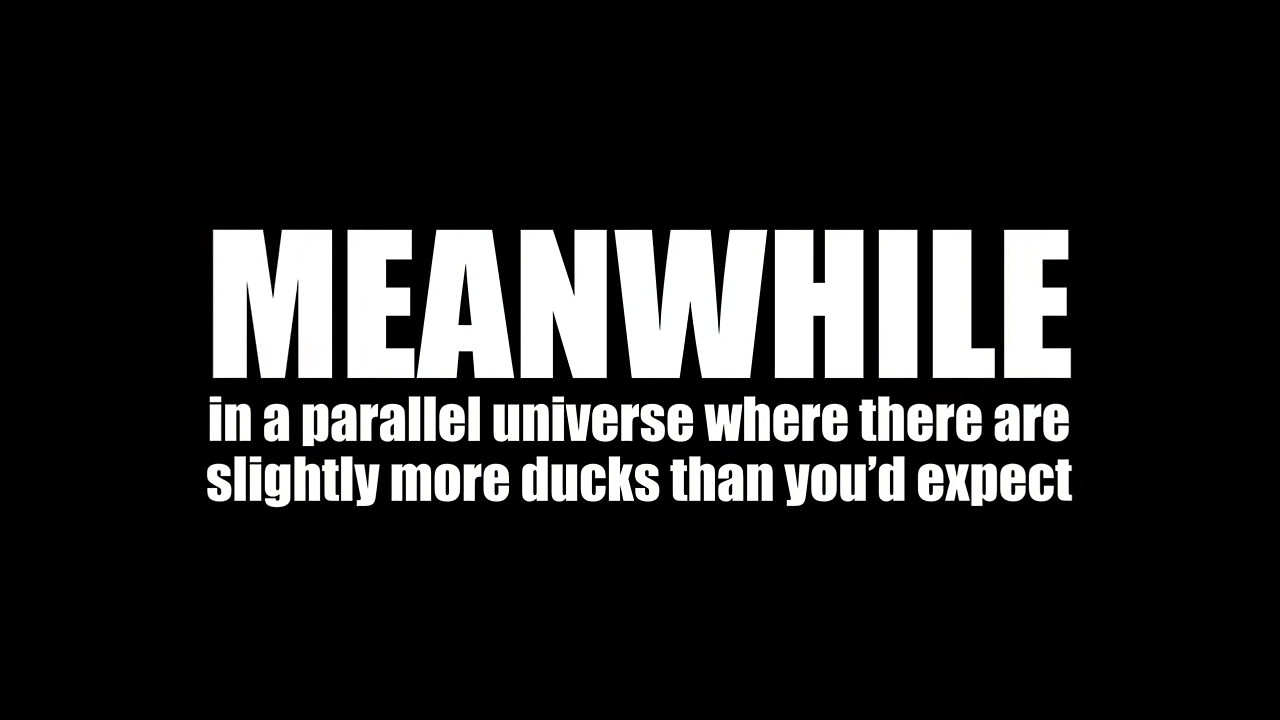 MEANWHILE
in a parallel universe where there are
slightly more ducks than you’d expect